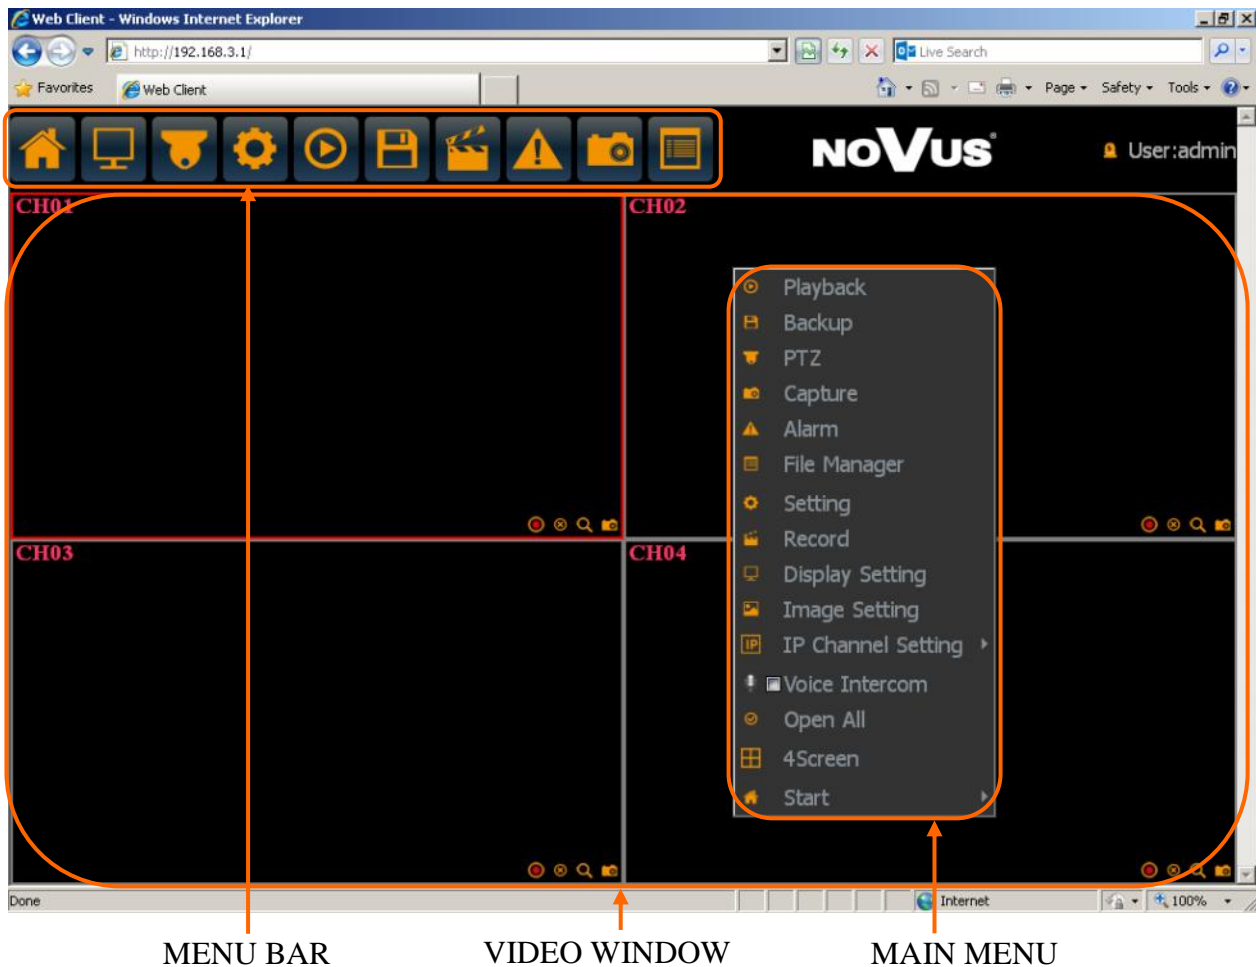 Web Client - Windows Internet Explorer
http://192.168.3.1/
Live Search
Favorites
Web Client
Page
Safety
Tools
NOVUS®
User:admin
CH01
CH02
Playback
Backup
PTZ
Capture
Alarm
File Manager
Setting
Record
Display Setting
Image Setting
IP IP Channel Setting
Voice Intercom
Open All
4Screen
Start
CH03
CH04
Done
Internet
100%
MENU BAR
VIDEO WINDOW
MAIN MENU